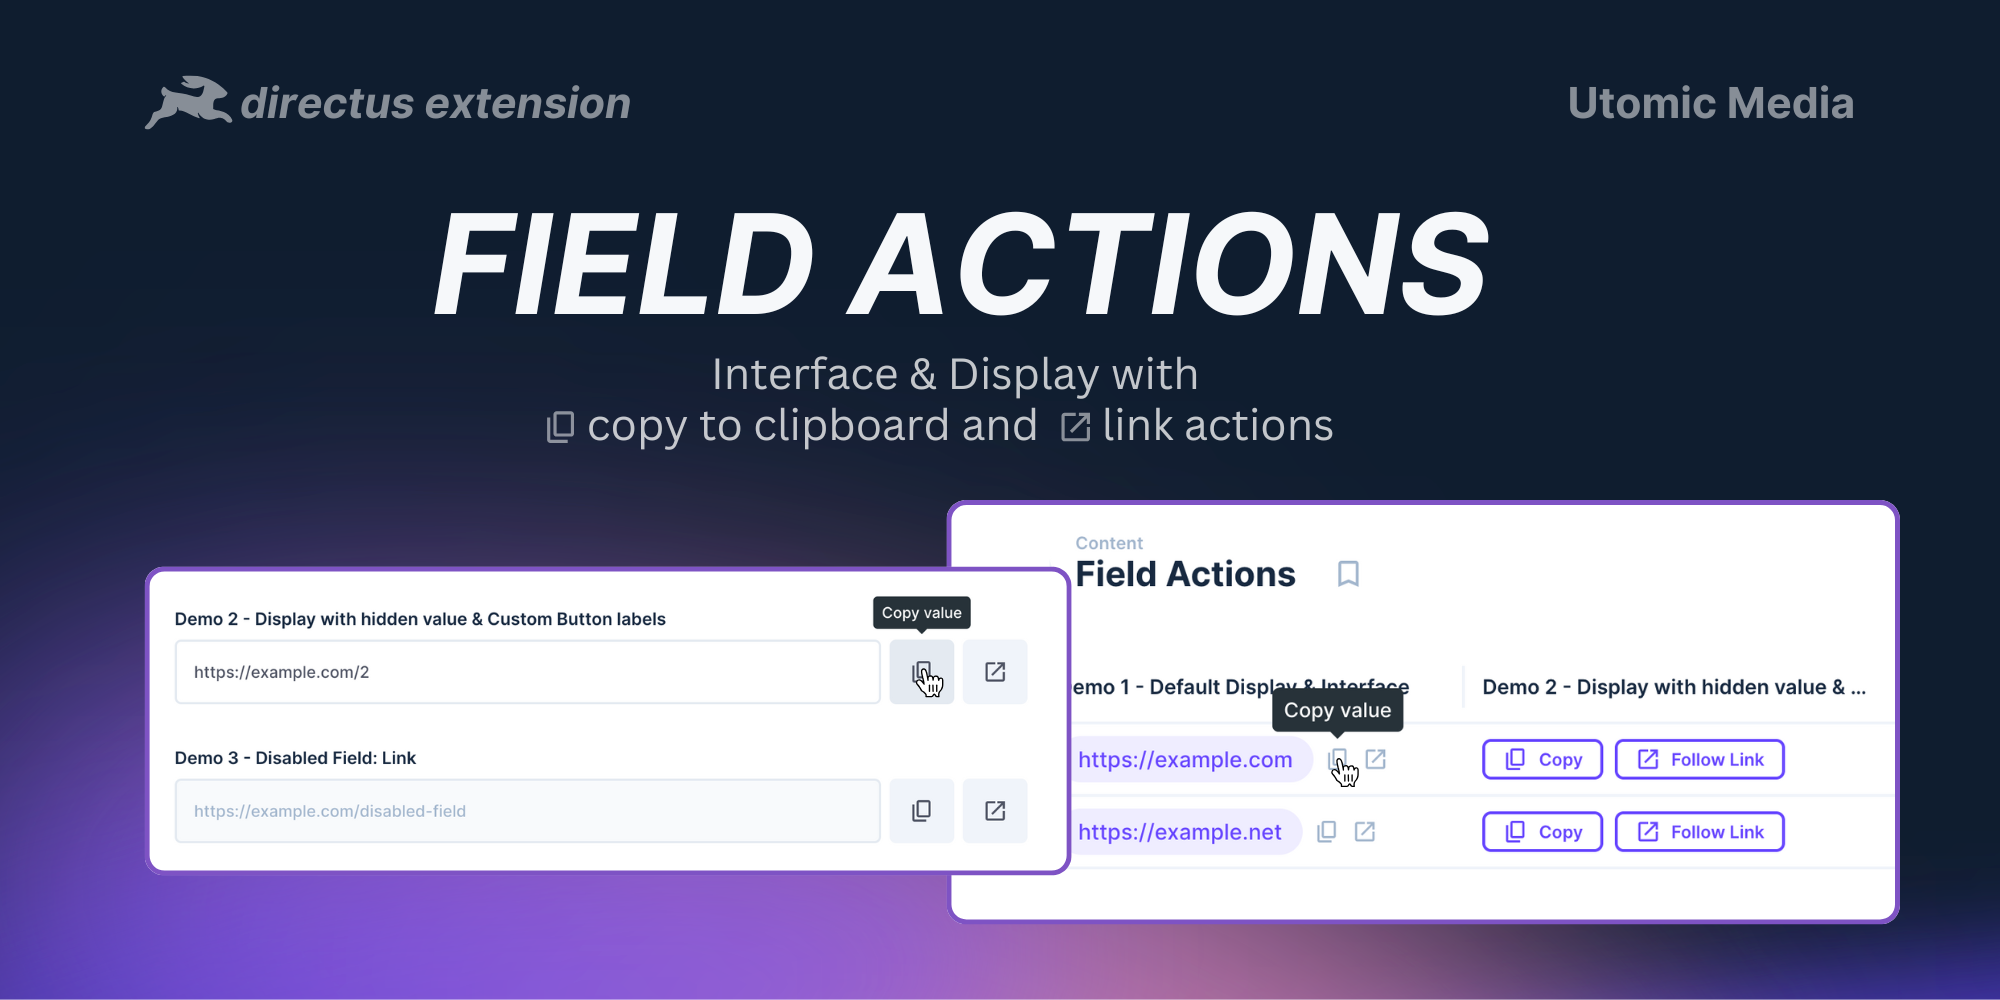 directus extension
Utomic Media
FIELD ACTIONS
Interface & Display with
copy to clipboard and link actions
Demo 2 - Display with hidden value & Custom Button labels
Copy value
https://example.com/2
Demo 3 - Disabled Field: Link
https://example.com/disabled-field
Content
Field Actions
emo 1 - Default Display & Interface
Demo 2 - Display with hidden value & ...
Copy value
https://example.com
Copy
Follow Link
https://example.net
Copy
Follow Link